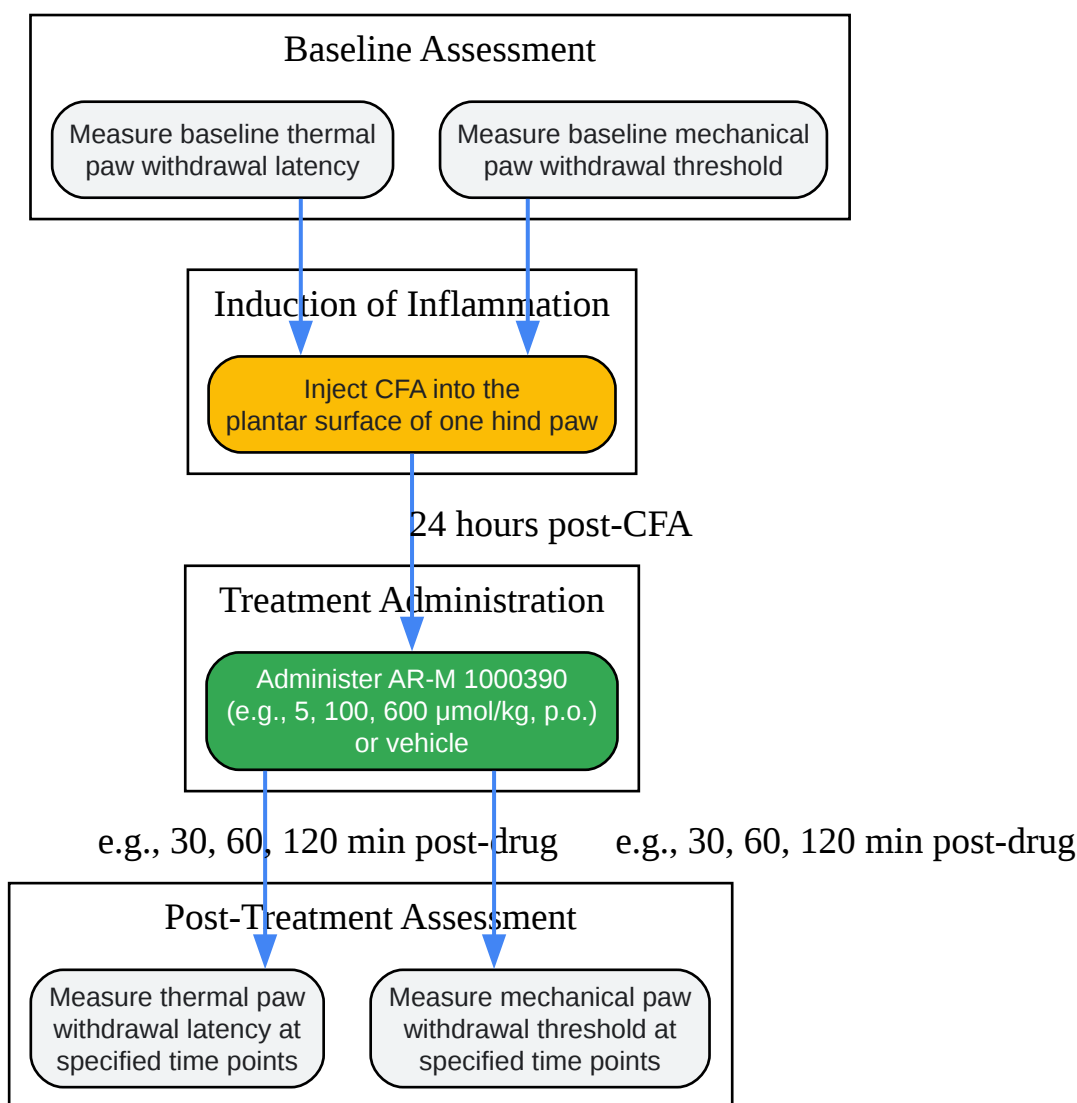 Baseline Assessment
Measure baseline thermal
paw withdrawal latency
Measure baseline mechanical
paw withdrawal threshold
Induction of Inflammation
Inject CFA into the
plantar surface of one hind paw
24 hours post-CFA
Treatment Administration
Administer AR-M 1000390
(e.g., 5, 100, 600 μmol/kg, p.o.)
or vehicle
e.g., 30, 60, 120 min post-drug
e.g., 30, 60, 120 min post-drug
Post-Treatment Assessment
Measure thermal paw
withdrawal latency at
specified time points
Measure mechanical paw
withdrawal threshold at
specified time points